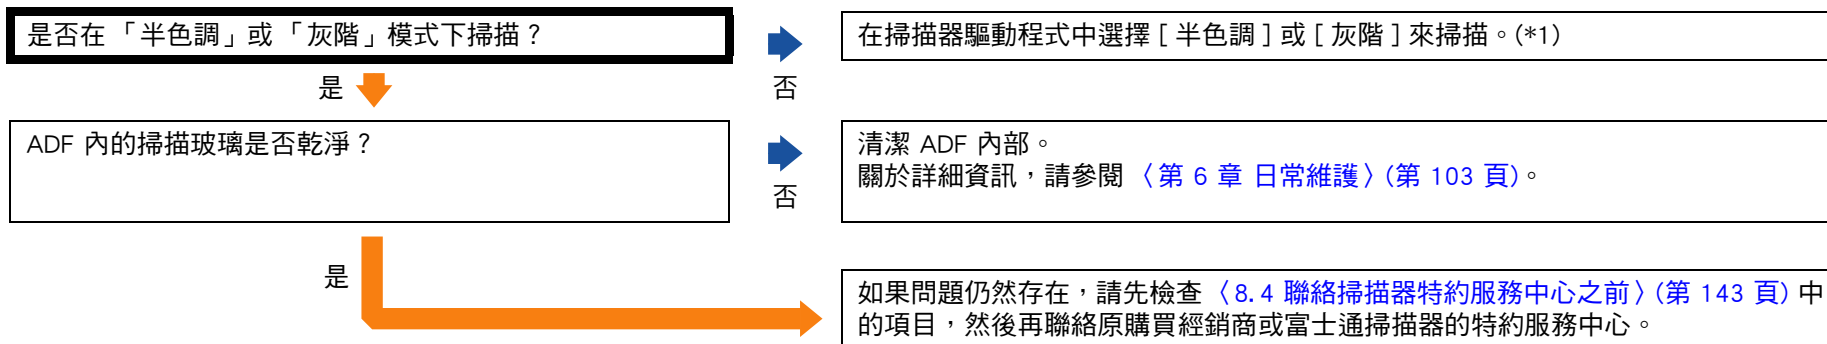 是否在「半色調」或「灰階」模式下掃描？
在掃描器驅動程式中選擇 [ 半色調 ] 或 [ 灰階 ] 來掃描。(*1)
是
否
ADF 內的掃描玻璃是否乾淨？
清潔 ADF 內部。
關於詳細資訊，請參閱〈第 6 章 日常維護〉(第 103 頁)。
否
是
如果問題仍然存在，請先檢查〈8.4 聯絡掃描器特約服務中心之前〉(第 143 頁) 中
的項目，然後再聯絡原購買經銷商或富士通掃描器的特約服務中心。